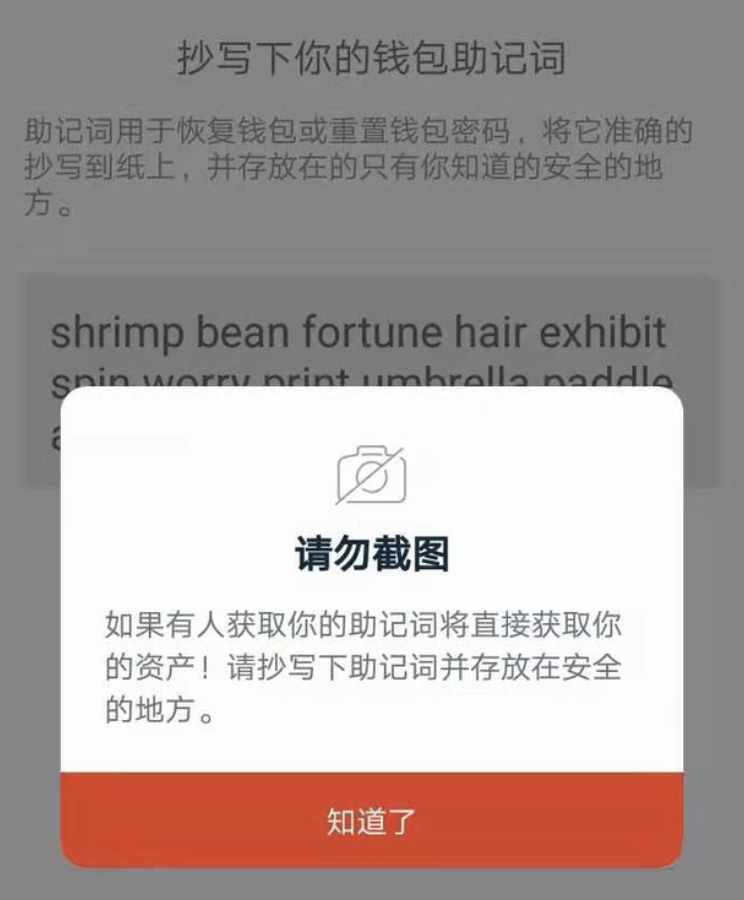 抄写下你的钱包助记词
助记词用于恢复钱包或重置钱包密码，将它准确的
抄写到纸上，并存放在的只有你知道的安全的地
方。
shrimp bean fortune hair exhibit
spin worry print umbrella paddle
请勿截图
如果有人获取你的助记词将直接获取你
的资产！请抄写下助记词并存放在安全
的地方。
知道了